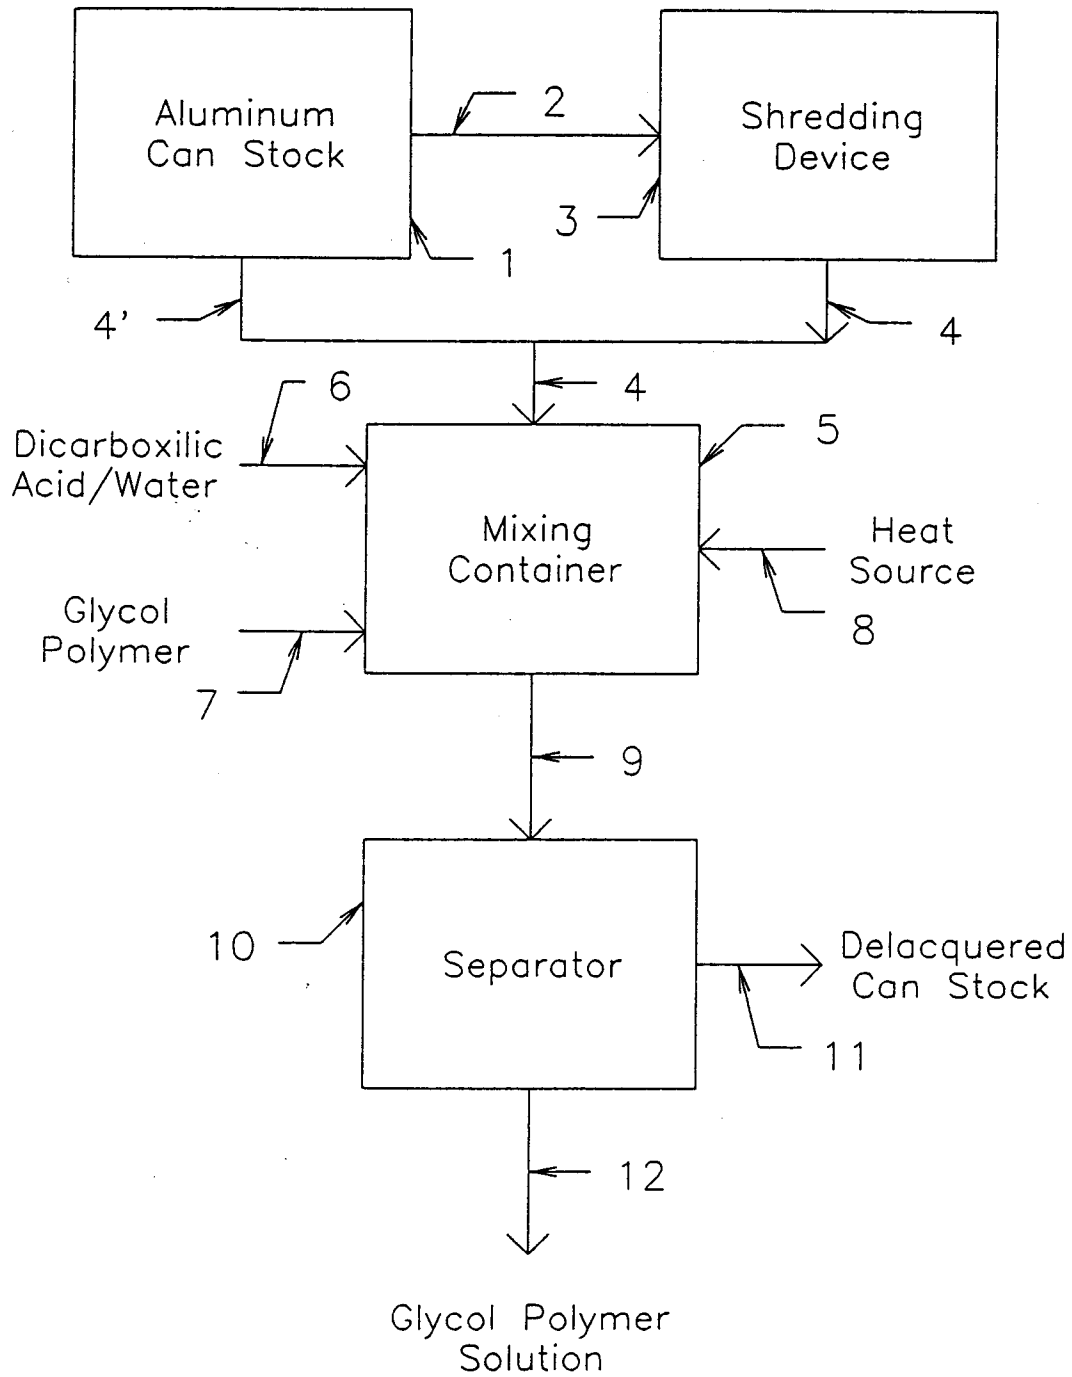 Aluminum
Can Stock
2
Shredding
Device
3
1
4'
4
6
4
Dicarboxilic
Acid/Water
5
Mixing
Container
Heat
Source
Glycol
Polymer
8
7
9
10
Separator
Delacquered
Can Stock
11
12
Glycol Polymer
Solution